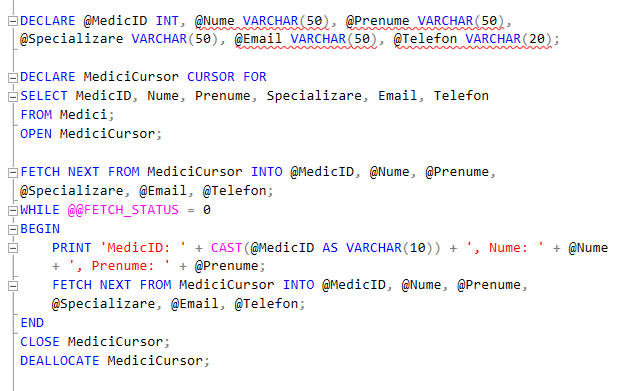 DECLARE @MedicID INT, @Nume VARCHAR(50), @Prenume VARCHAR(50),
@Specializare VARCHAR(50), @Email VARCHAR(50), @Telefon VARCHAR(20);
DECLARE MediciCursor CURSOR FOR
SELECT MedicID, Nume, Prenume, Specializare, Email, Telefon
FROM Medici;
OPEN MediciCursor;
FETCH NEXT FROM MediciCursor INTO @MedicID, @Nume, @Prenume,
@Specializare, @Email, @Telefon;
WHILE @@FETCH_STATUS = 0
BEGIN
PRINT 'MedicID: ' + CAST(@MedicID AS VARCHAR(10)) + ', Nume: ' + @Nume
+ ', Prenume: ' + @Prenume;
FETCH NEXT FROM MediciCursor INTO @MedicID, @Nume, @Prenume,
@Specializare, @Email, @Telefon;
END
CLOSE MediciCursor;
DEALLOCATE MediciCursor;